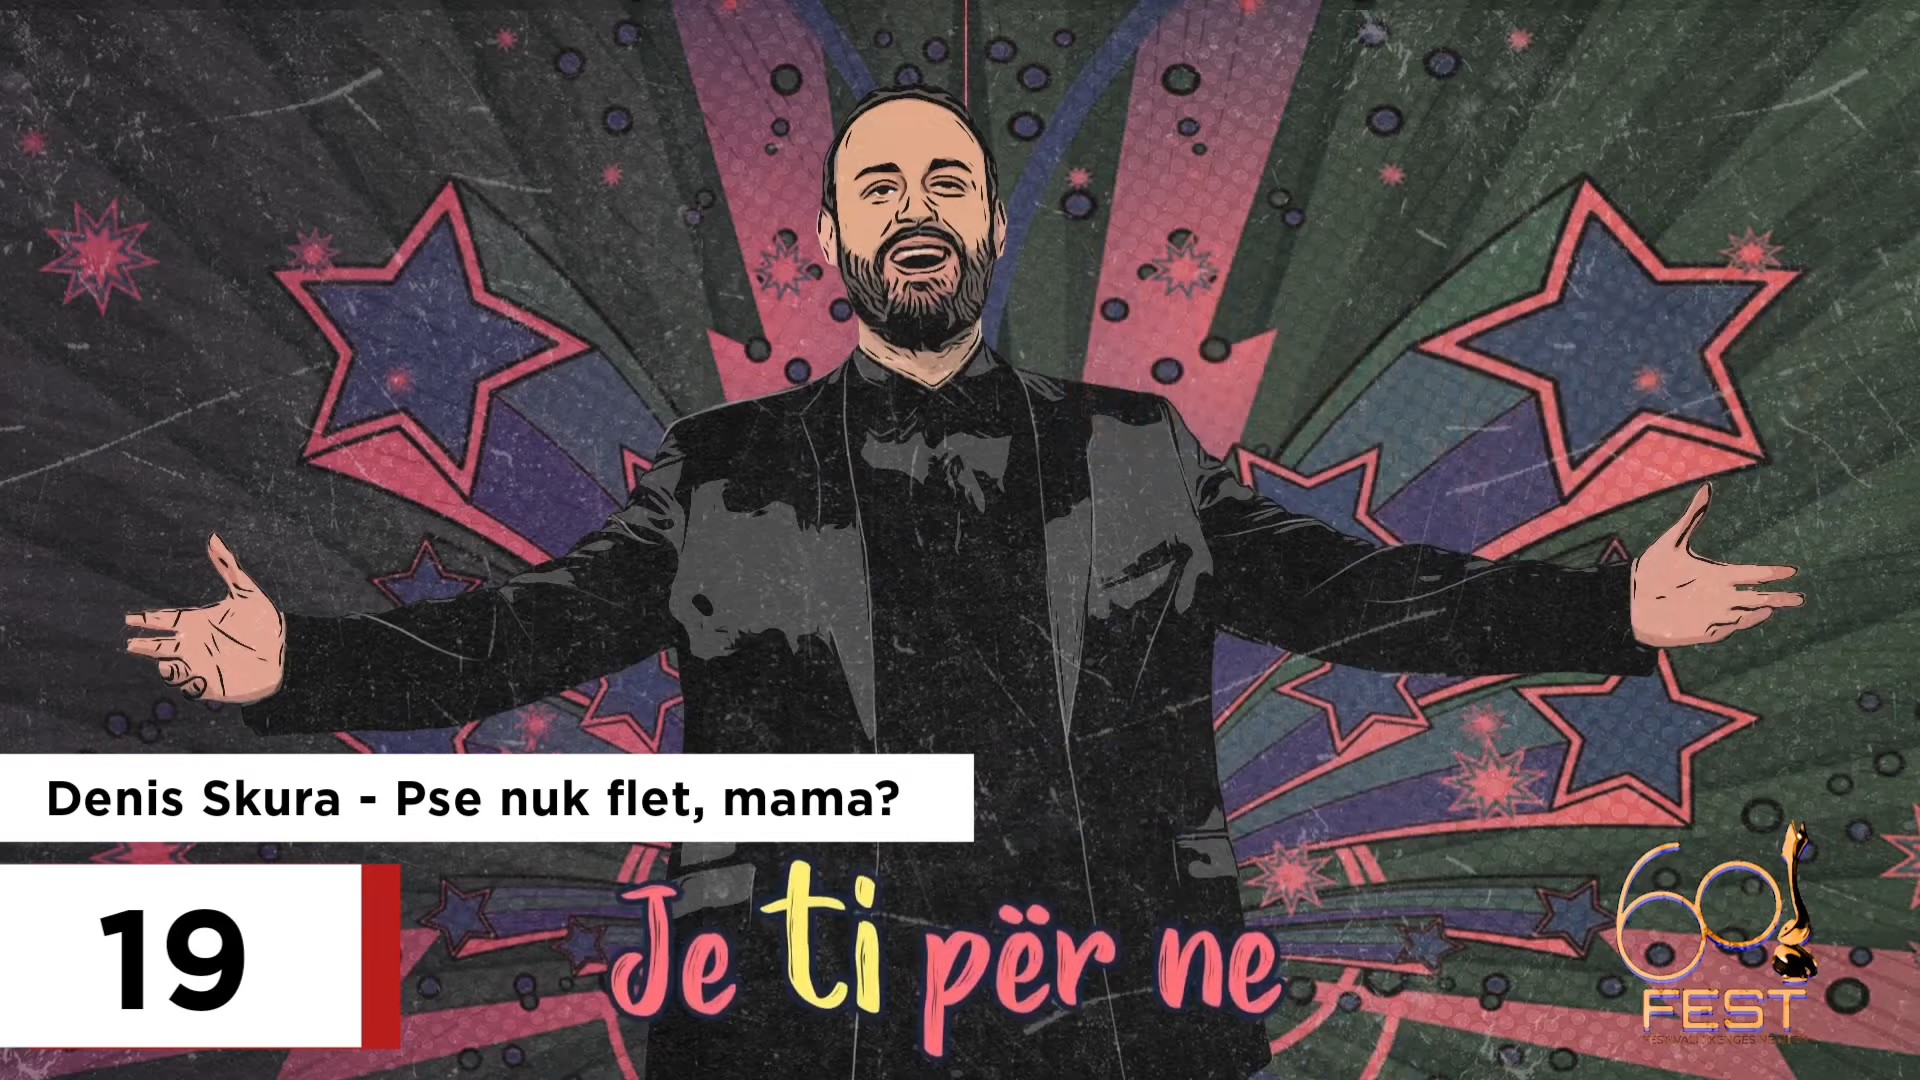 Denis Skura - Pse nuk flet, mama?
19
Je ti për ne
60
FEST